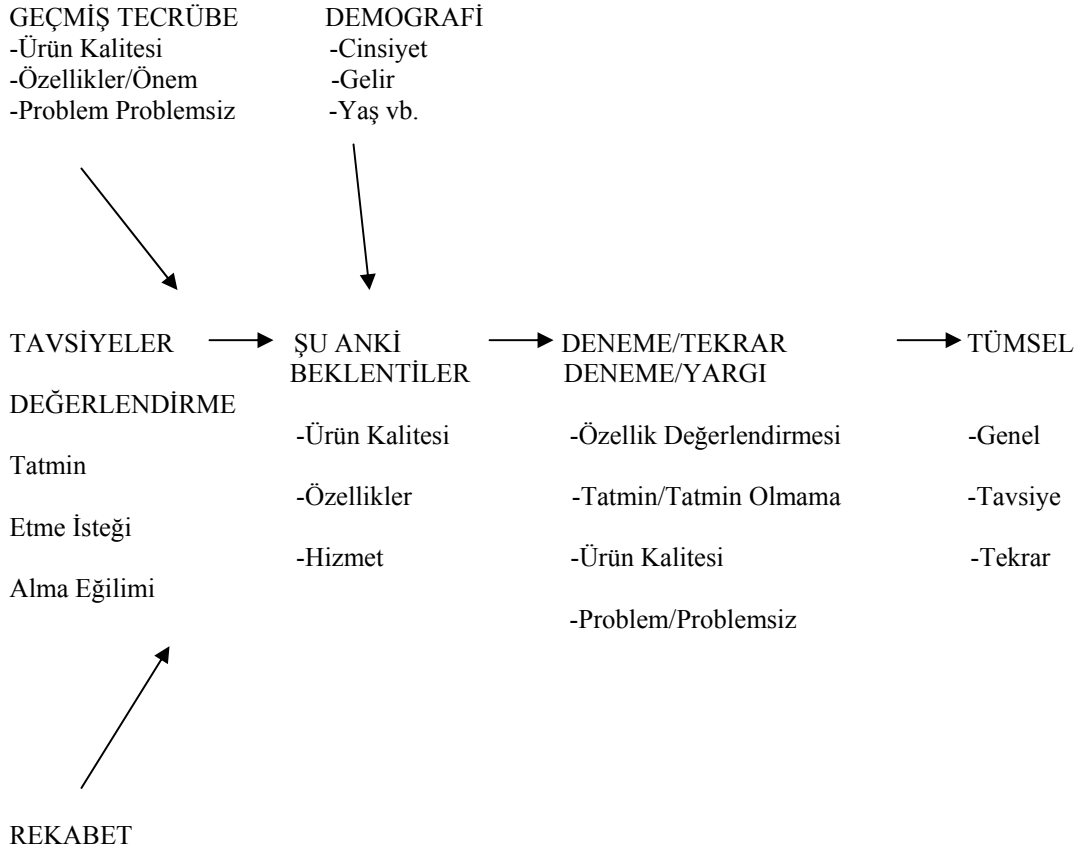 GEÇMİŞ TECRÜBE DEMOGRAFİ
-Ürün Kalitesi -Cinsiyet
-Özellikler/Önem -Gelir
-Problem Problemsiz -Yaş vb.
TAVSİYELER ŞU ANKİ DENEME/TEKRAR TÜMSEL
BEKLENTİLER DENEME/YARGI
DEĞERLENDİRME
-Ürün Kalitesi -Özellik Değerlendirmesi -Genel
Tatmin
-Özellikler -Tatmin/Tatmin Olmama -Tavsiye
Etme İsteği
-Hizmet -Ürün Kalitesi -Tekrar
Alma Eğilimi
-Problem/Problemsiz
REKABET